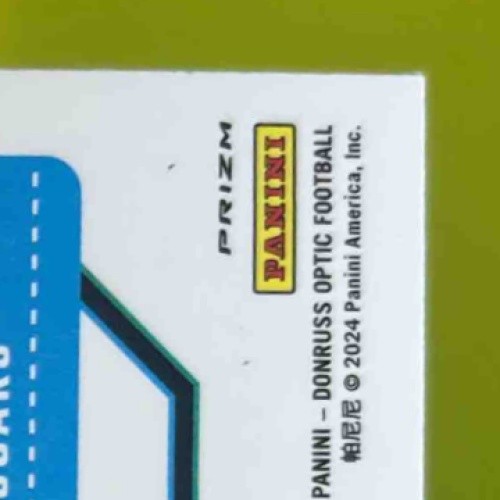 PRIZM
PANINI
PANINI – DONRUSS OPTIC FOOTBALL
帕尼尼 © 2024 Panini America, Inc.